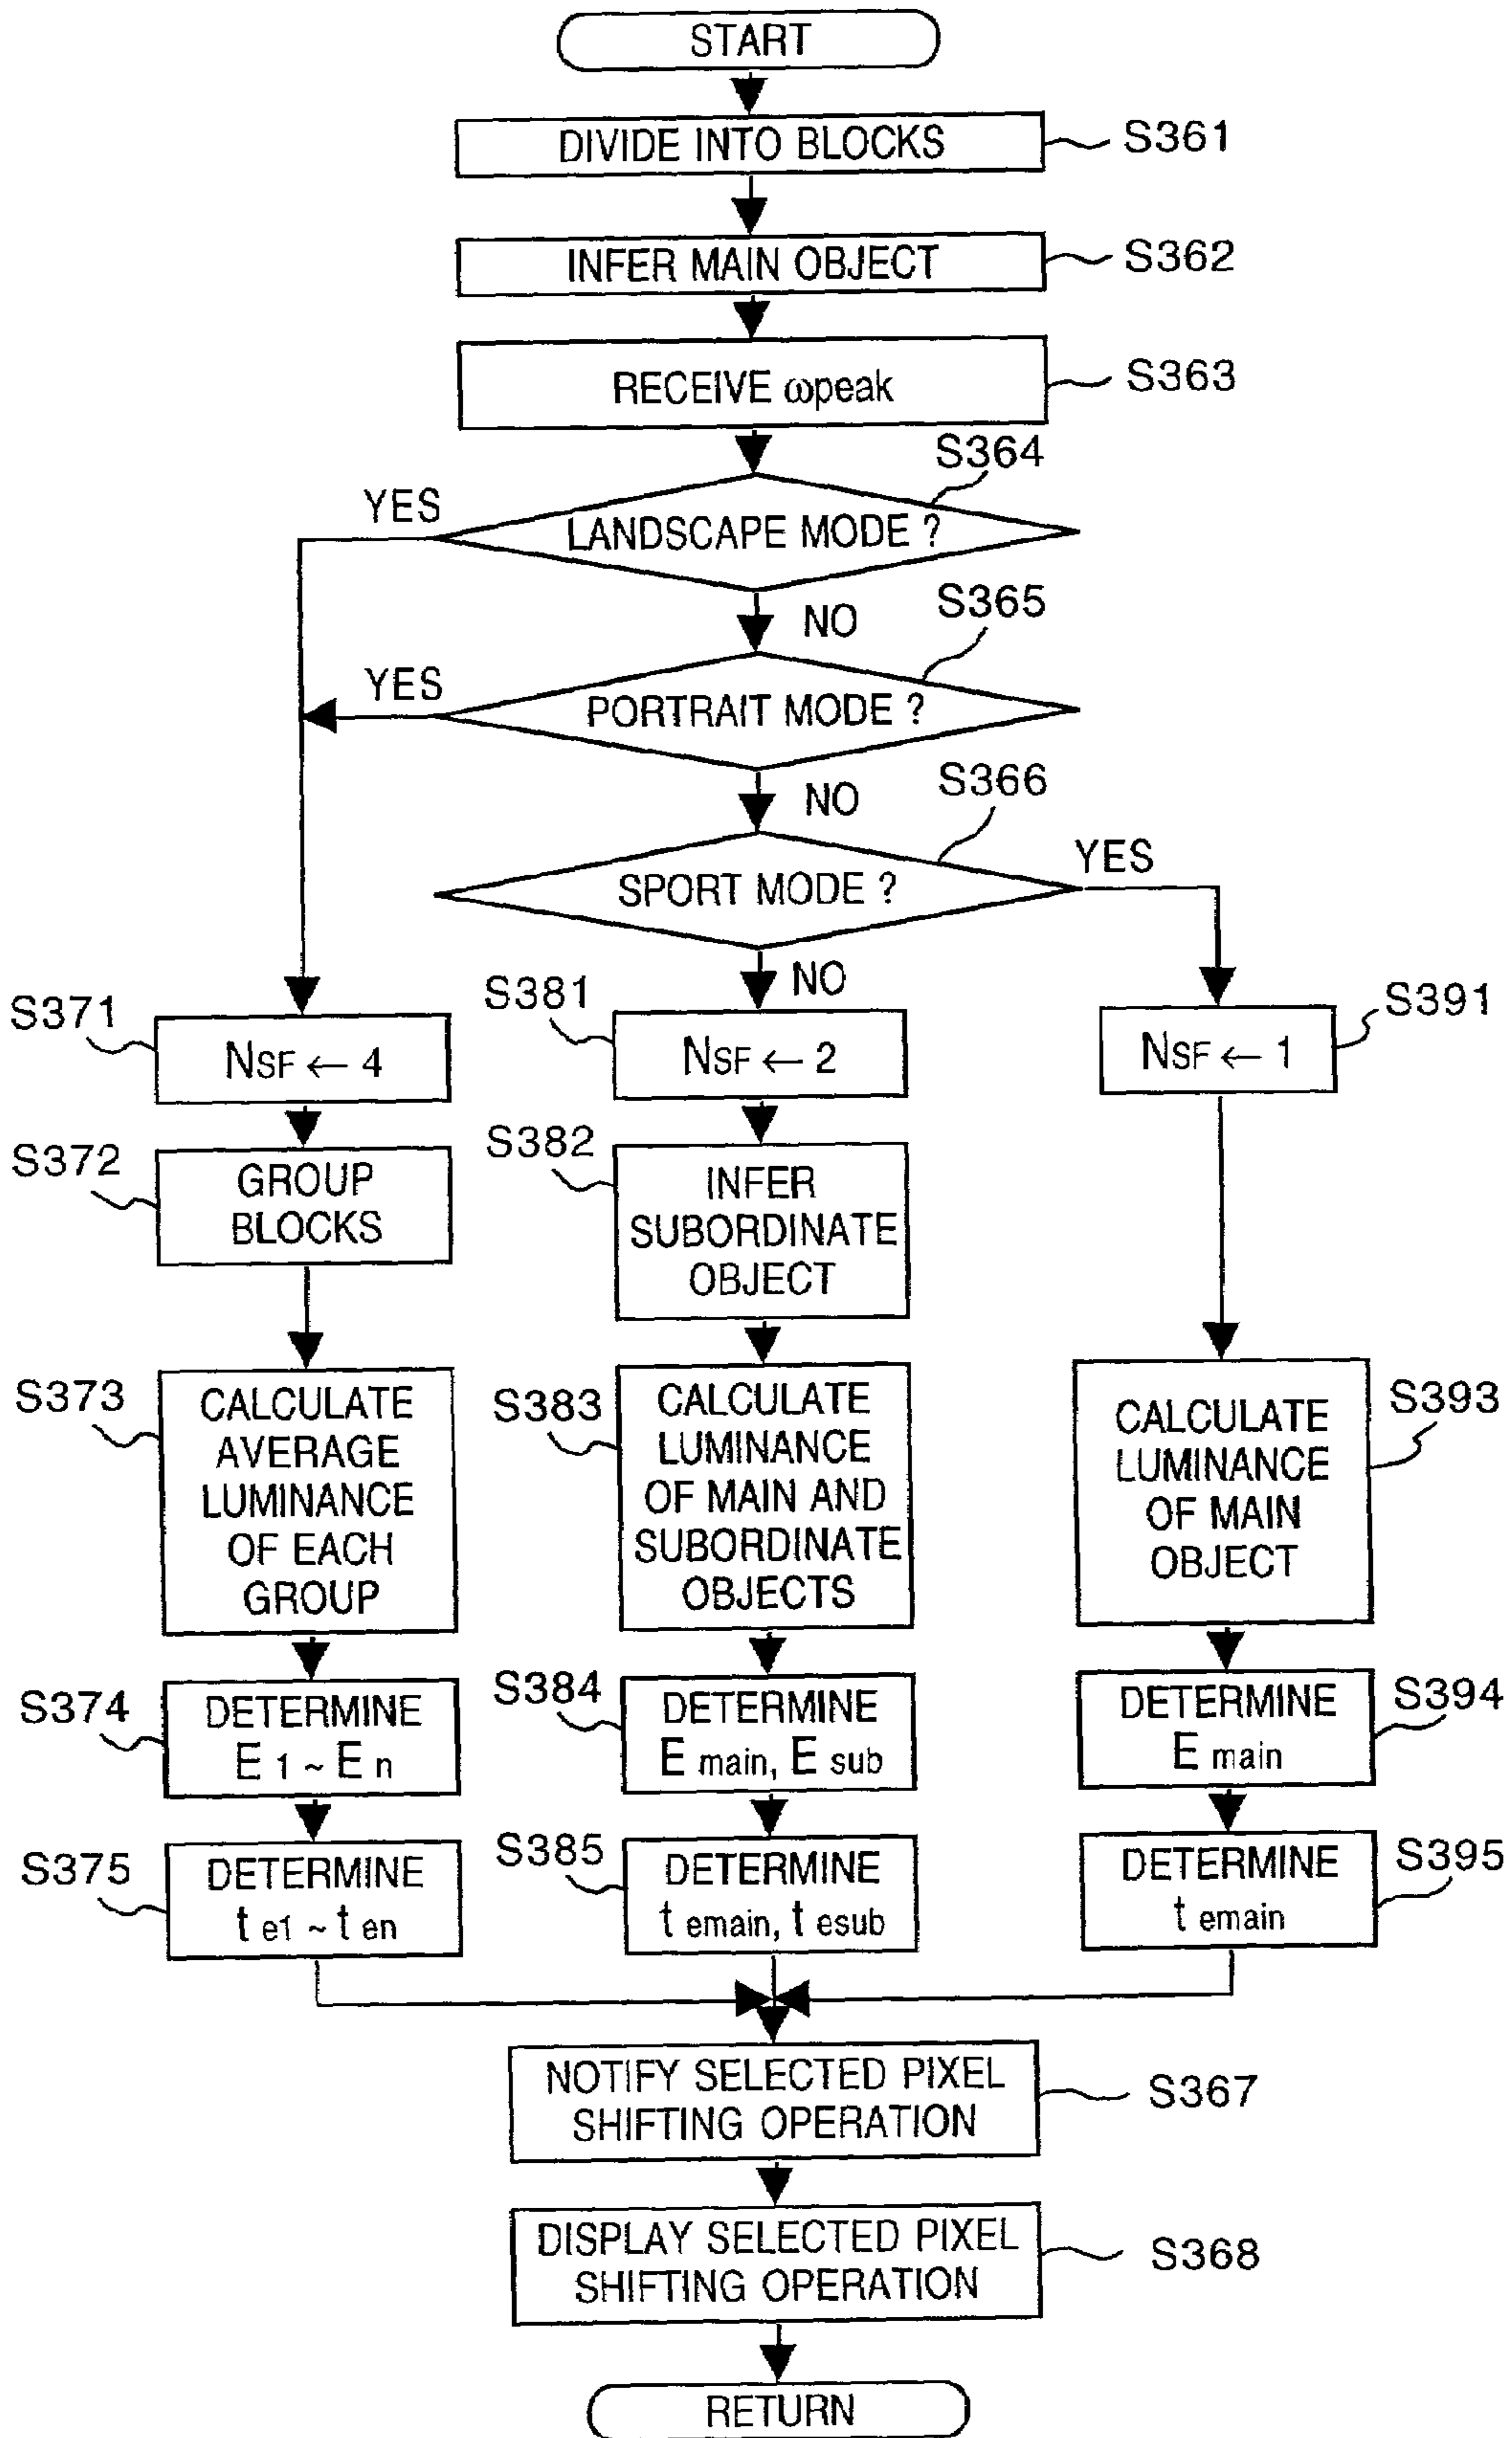 START
DIVIDE INTO BLOCKS
S361
INFER MAIN OBJECT
S362
RECEIVE ωpeak
S363
S364
YES
LANDSCAPE MODE ?
NO
S365
YES
PORTRAIT MODE ?
NO
S366
SPORT MODE ?
YES
NO
S371
NSF ← 4
S381
NSF ← 2
S391
NSF ← 1
S372
GROUP
BLOCKS
S382
INFER
SUBORDINATE
OBJECT
S373
CALCULATE
AVERAGE
LUMINANCE
OF EACH
GROUP
S383
CALCULATE
LUMINANCE
OF MAIN AND
SUBORDINATE
OBJECTS
S393
CALCULATE
LUMINANCE
OF MAIN
OBJECT
S374
DETERMINE
E 1 ~ E n
S384
DETERMINE
E main, E sub
S394
DETERMINE
E main
S375
DETERMINE
t e1 ~ t en
S385
DETERMINE
t emain, t esub
S395
DETERMINE
t emain
NOTIFY SELECTED PIXEL
SHIFTING OPERATION
S367
DISPLAY SELECTED PIXEL
SHIFTING OPERATION
S368
RETURN